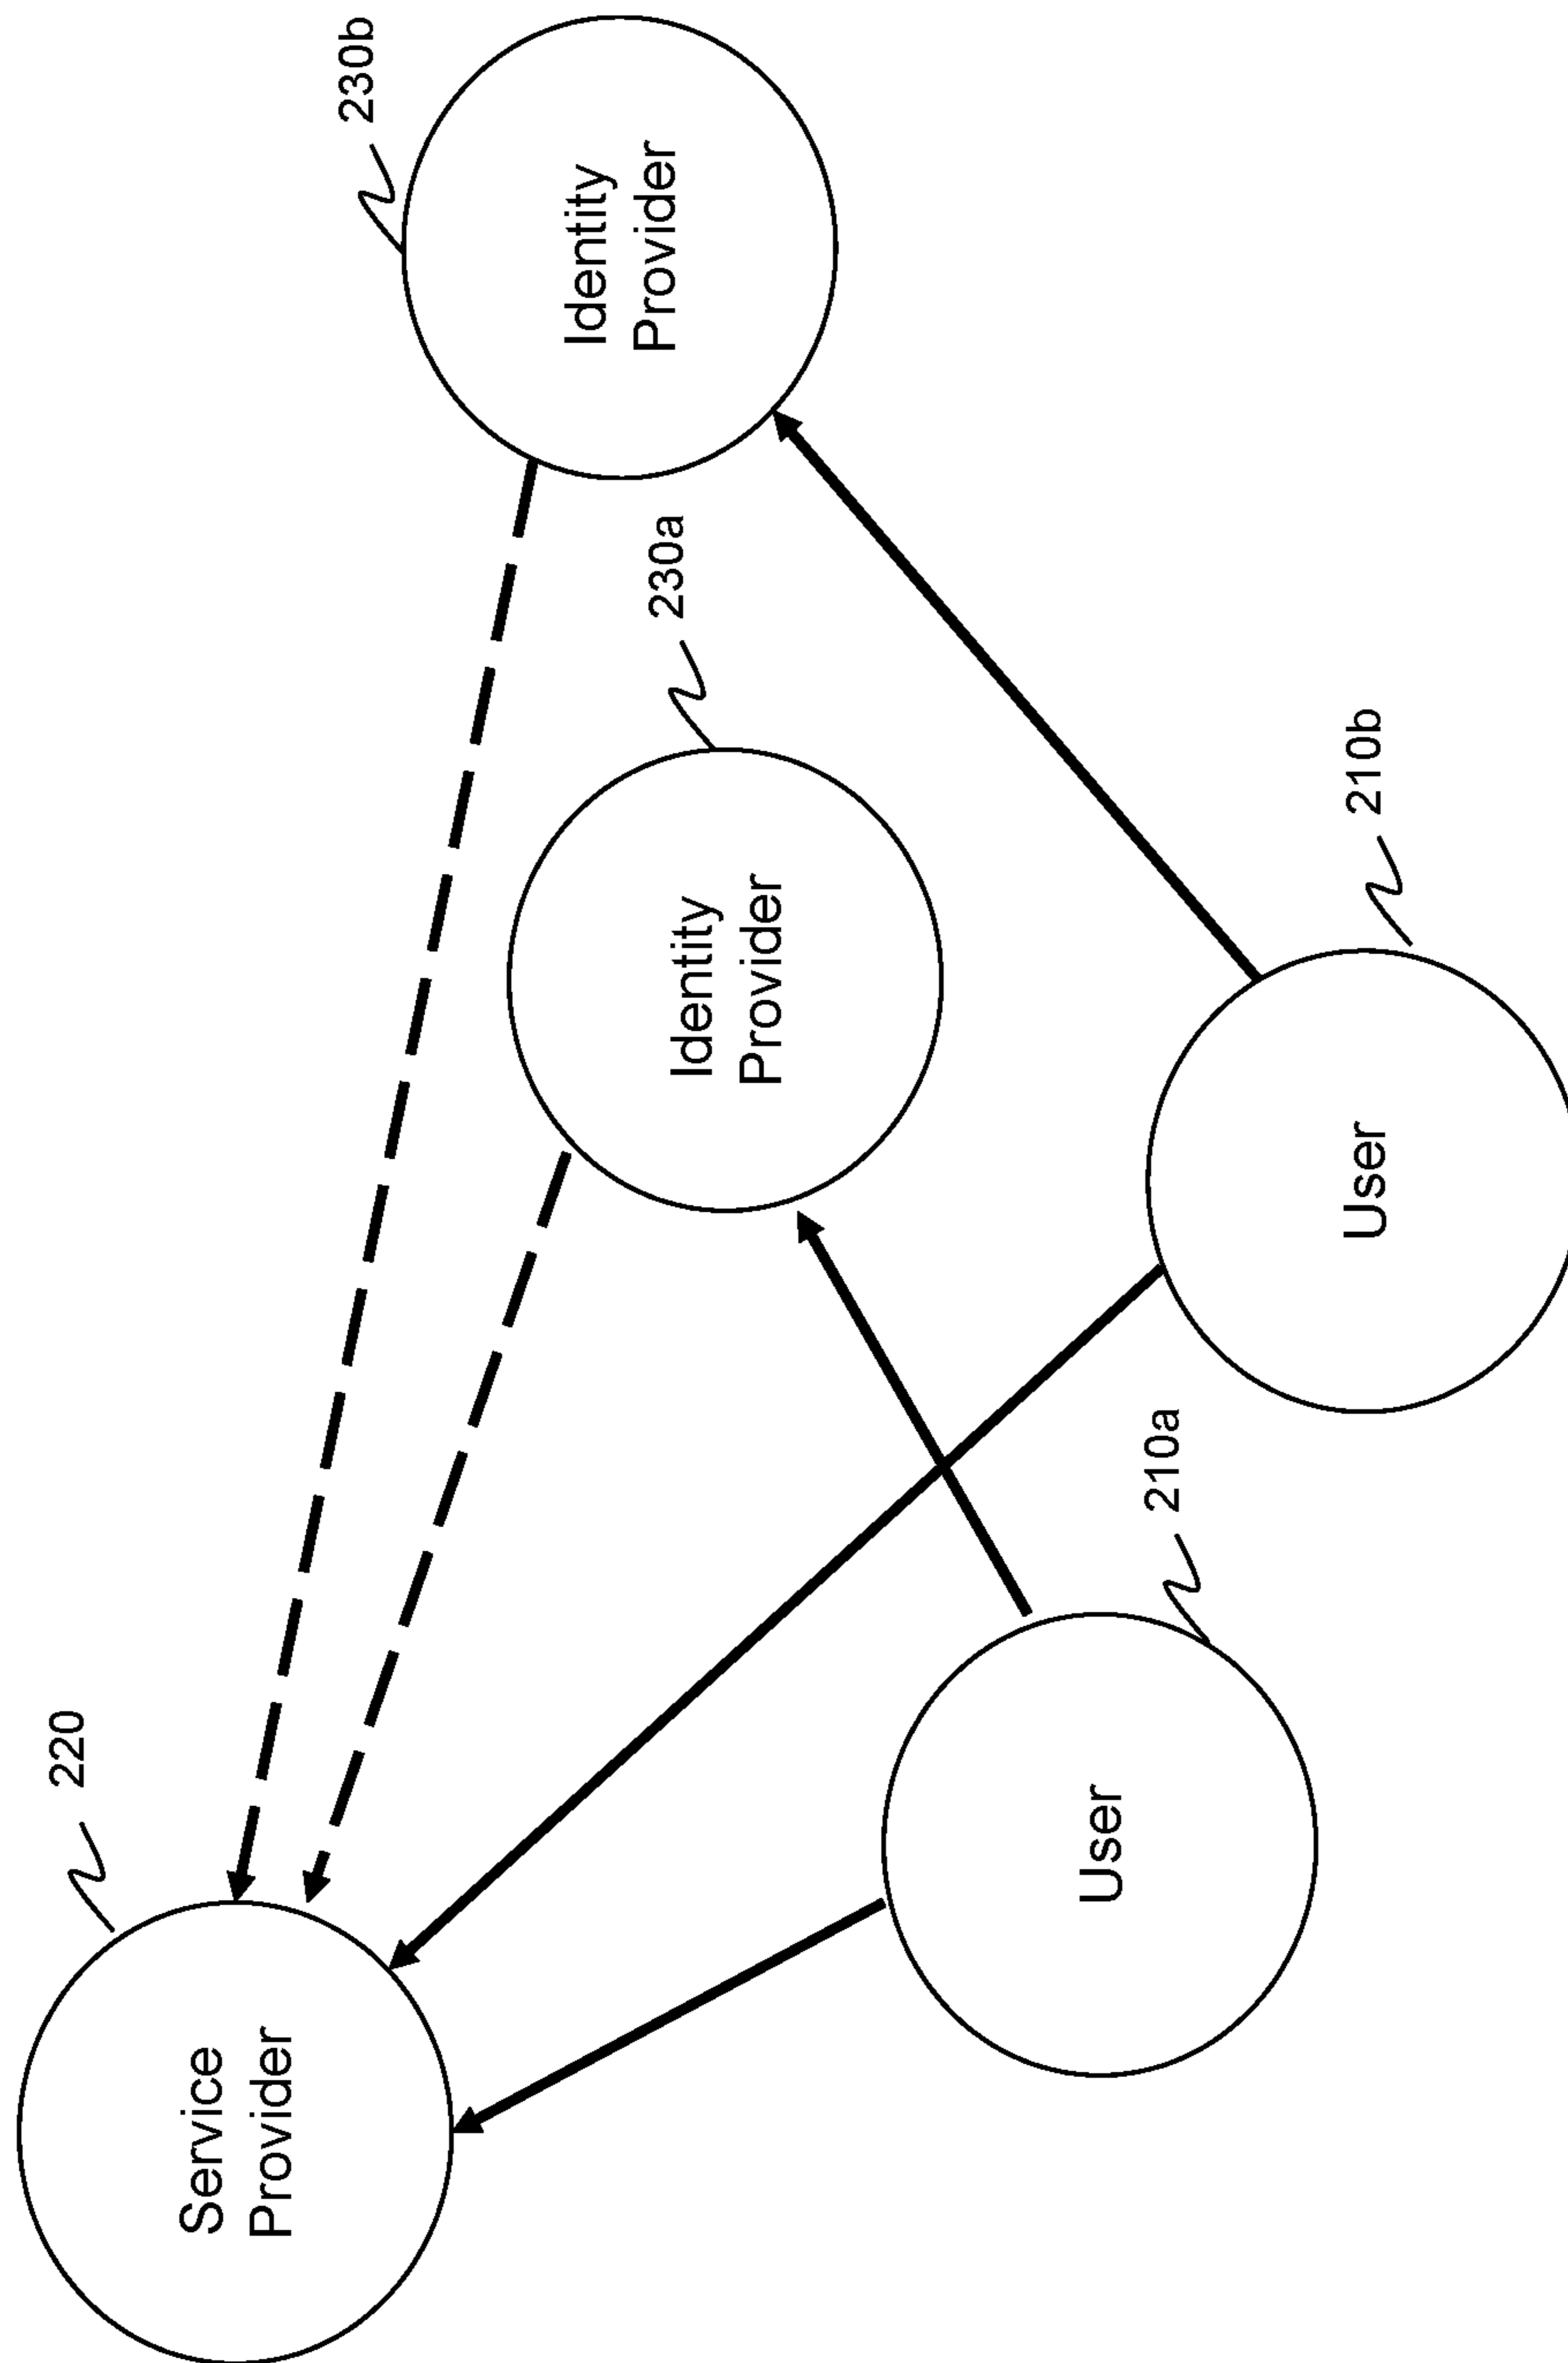 220
Service
Provider
230a
Identity
Provider
230b
Identity
Provider
210a
User
210b
User